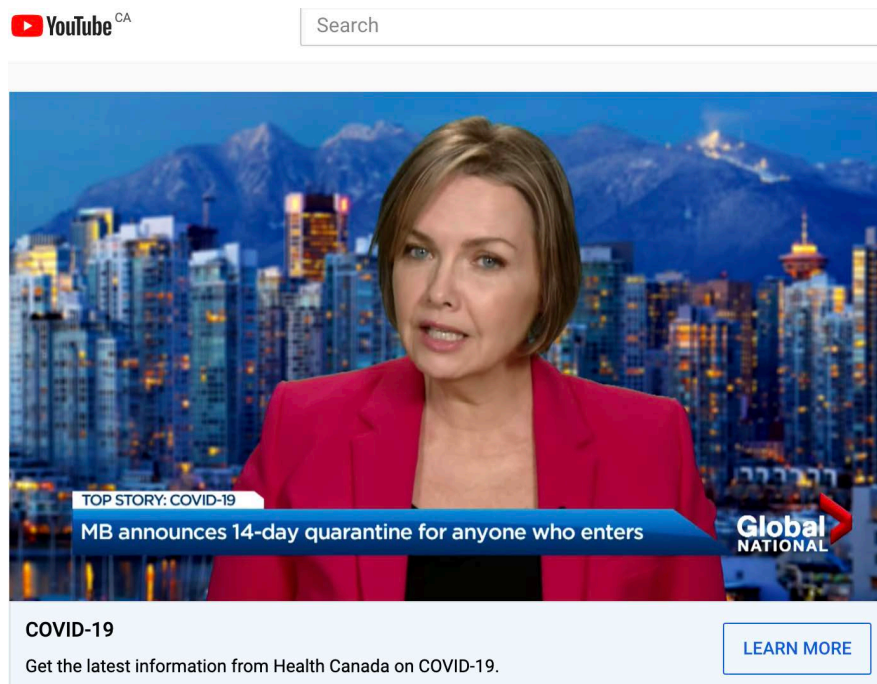 YouTube CA
Search
TOP STORY: COVID-19
MB announces 14-day quarantine for anyone who enters
Global
NATIONAL
COVID-19
Get the latest information from Health Canada on COVID-19.
LEARN MORE